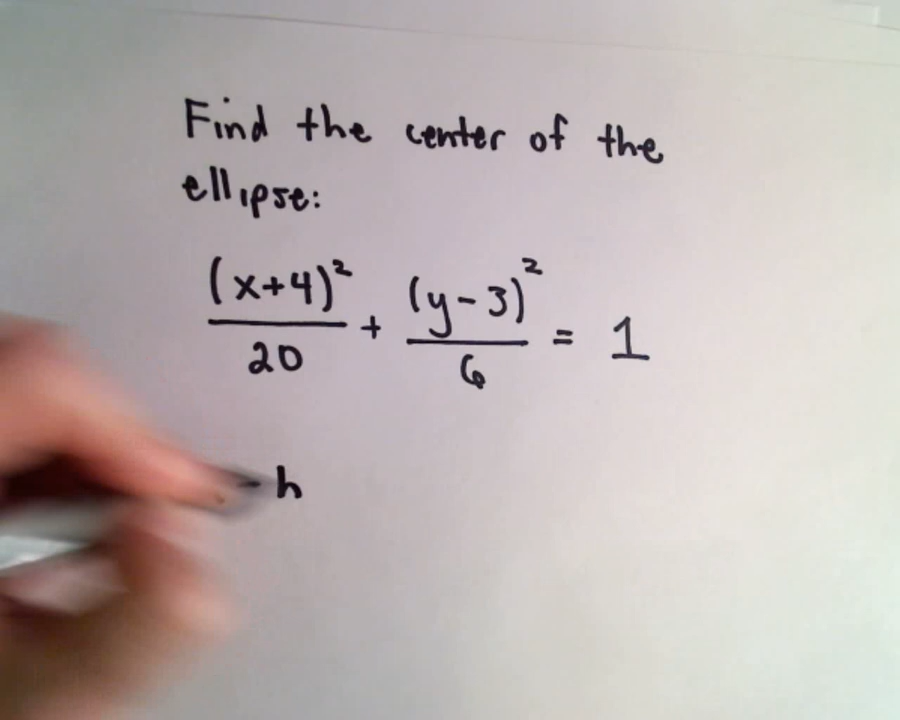 Find the center of the
ellipse:
(x+4)²/20 + (y-3)²/6 = 1
- h